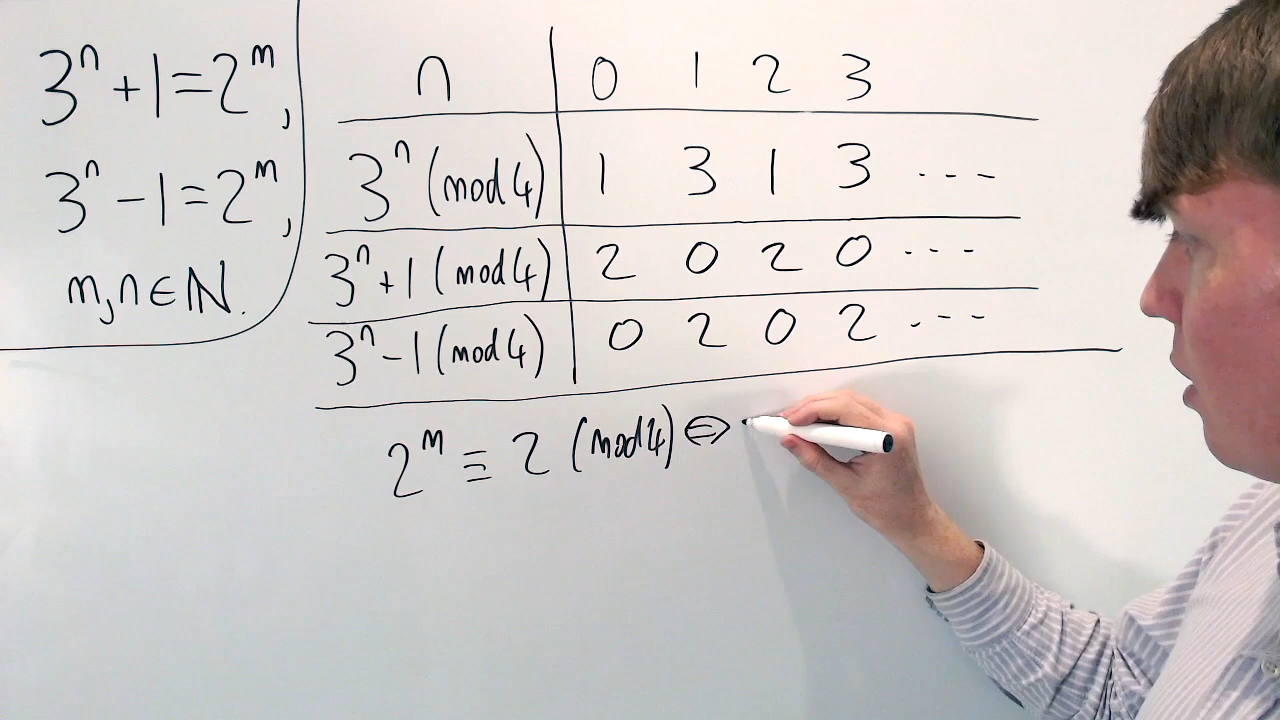 3ⁿ+1=2ᵐ,
3ⁿ-1=2ᵐ,
m,n∈ℕ.
n 0 1 2 3
3ⁿ (mod 4) 1 3 1 3 ---
3ⁿ+1 (mod 4) 2 0 2 0 ---
3ⁿ-1 (mod 4) 0 2 0 2 ---
2ᵐ ≡ 2 (mod 4) ⇔